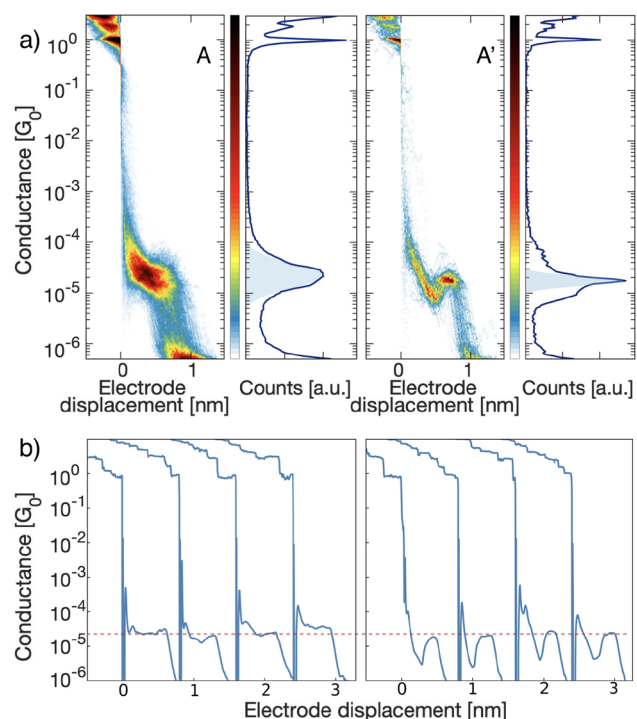 a)
A
A'
Conductance [G₀]
10⁰
10⁻¹
10⁻²
10⁻³
10⁻⁴
10⁻⁵
10⁻⁶
0 1 0 1
Electrode
displacement [nm]
Counts [a.u.]
Electrode
displacement [nm]
Counts [a.u.]
b)
Conductance [G₀]
10⁰
10⁻¹
10⁻²
10⁻³
10⁻⁴
10⁻⁵
10⁻⁶
0 1 2 3 0 1 2 3
Electrode displacement [nm]